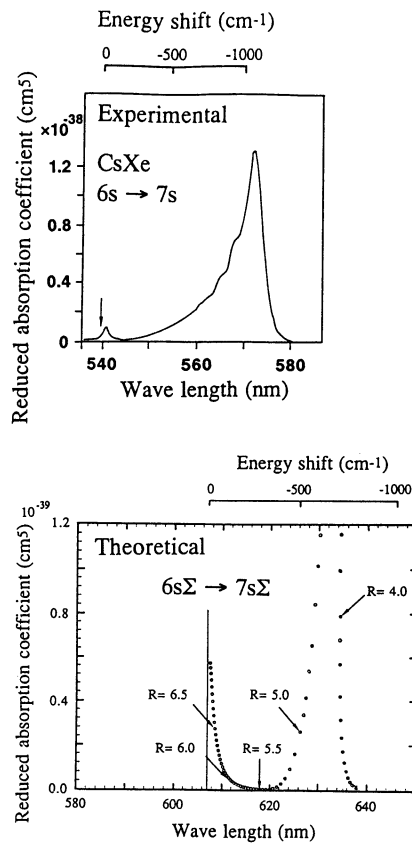 Energy shift (cm-1)
0 -500 -1000
Reduced absorption coefficient (cm5)
×10-38
Experimental
CsXe
6s → 7s
1.2
0.8
0.4
0
540 560 580
Wave length (nm)
Energy shift (cm-1)
0 -500 -1000
Reduced absorption coefficient (cm5)
10-39
1.2
Theoretical
6sΣ → 7sΣ
R= 4.0
0.8
R= 6.5
R= 5.0
0.4
R= 6.0
R= 5.5
0.0
580 600 620 640
Wave length (nm)